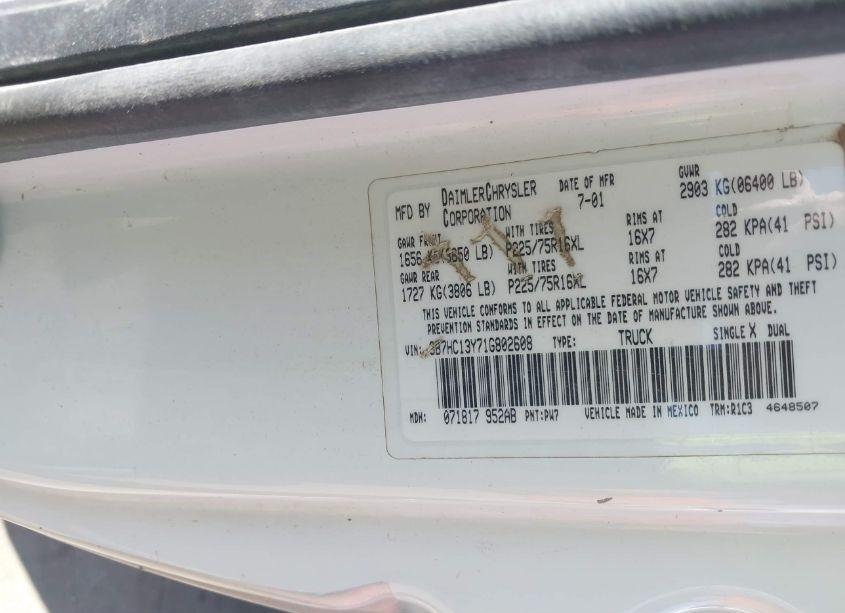 MFD BY DAIMLERCHRYSLER CORPORATION DATE OF MFR 7-01 GVWR 2903 KG(06400 LB)
GAWR FRONT WITH TIRES RIMS AT COLD
1656 KG(3650 LB) P225/75R16XL 16X7 282 KPA(41 PSI)
GAWR REAR WITH TIRES RIMS AT COLD
1727 KG(3806 LB) P225/75R16XL 16X7 282 KPA(41 PSI)
THIS VEHICLE CONFORMS TO ALL APPLICABLE FEDERAL MOTOR VEHICLE SAFETY AND THEFT
PREVENTION STANDARDS IN EFFECT ON THE DATE OF MANUFACTURE SHOWN ABOVE.
VIN: 3B7HC13Y71G802608 TYPE: TRUCK SINGLE X DUAL
MDH: 071817 952AB PNT:PW7 VEHICLE MADE IN MEXICO TRM:R1C3 4648507